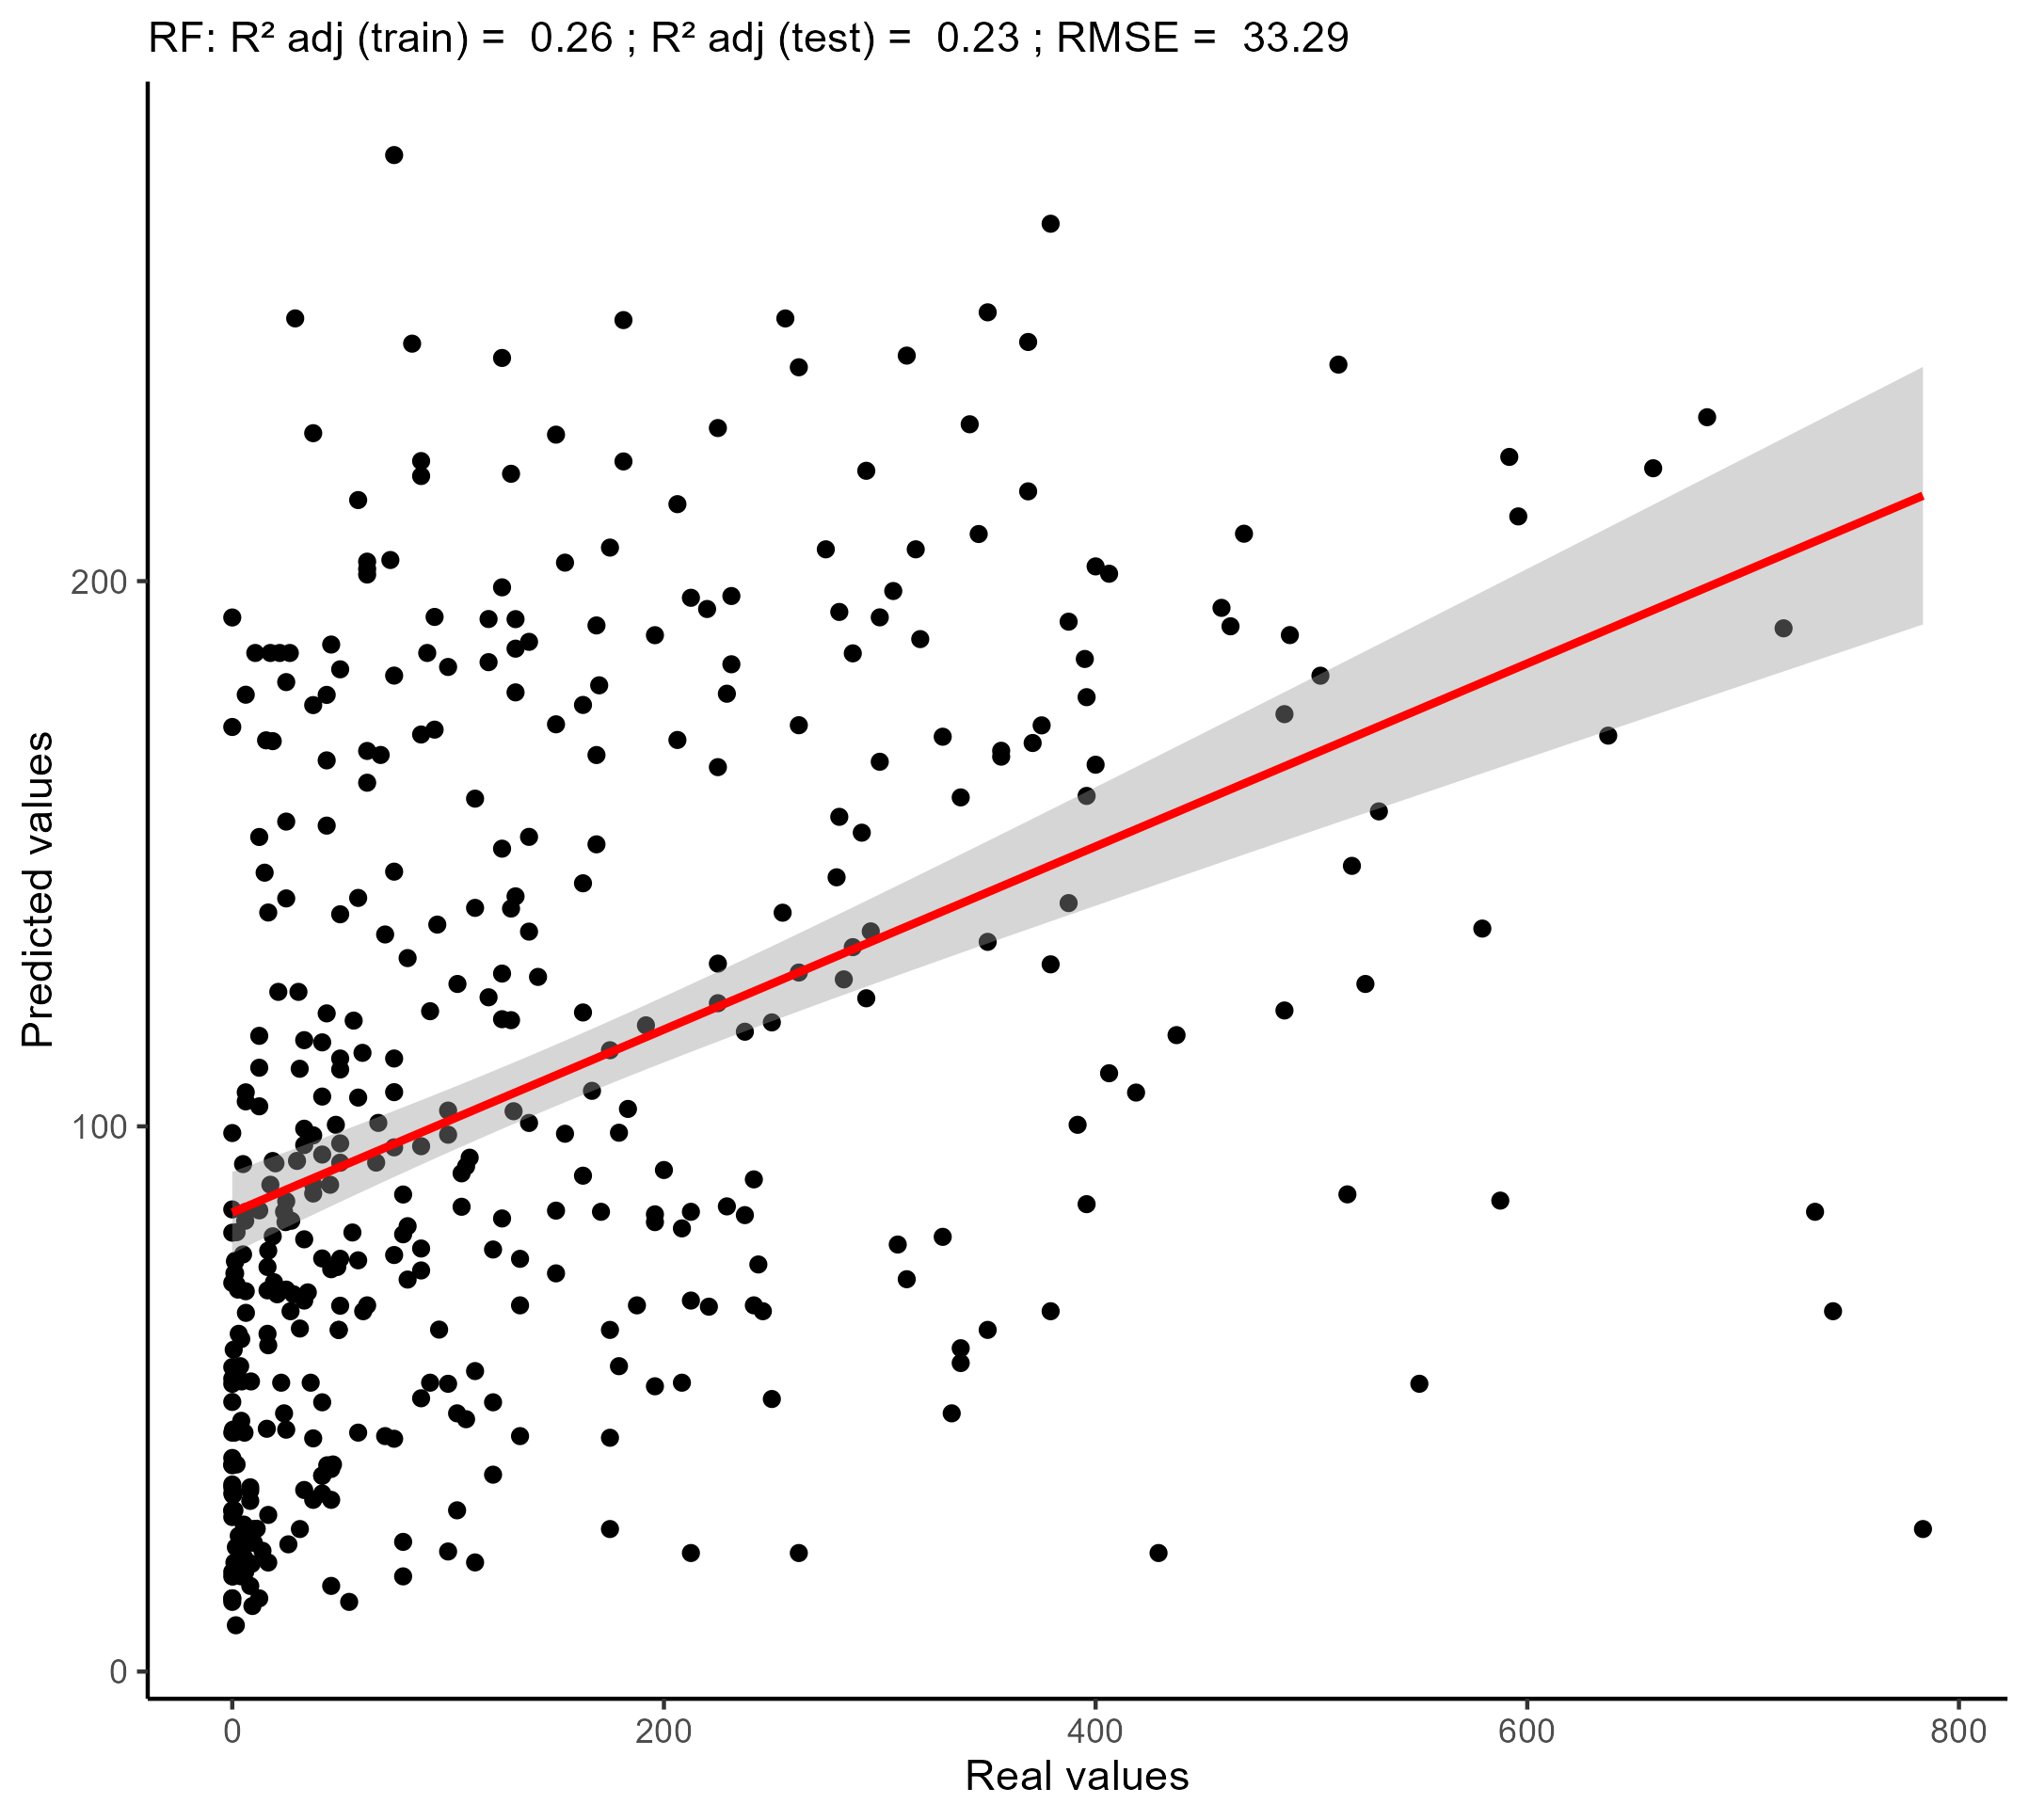 RF: R² adj (train) =  0.26 ; R² adj (test) =  0.23 ; RMSE =  33.29
Predicted values
200
100
0
0 200 400 600 800
Real values